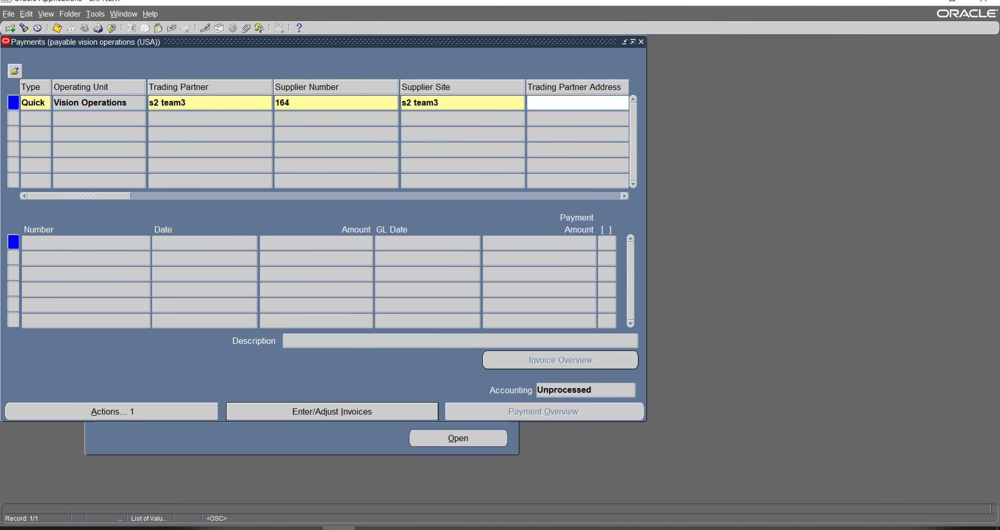 File Edit View Folder Tools Window Help
ORACLE
Payments (payable vision operations (USA))
Type Operating Unit Trading Partner Supplier Number Supplier Site Trading Partner Address
Quick Vision Operations s2 team3 164 s2 team3
Payment
Number Date Amount GL Date Amount [ ]
Description
Invoice Overview
Accounting Unprocessed
Actions... 1 Enter/Adjust Invoices Payment Overview
Open
Record: 1/1 ... List of Valu... <OSC>